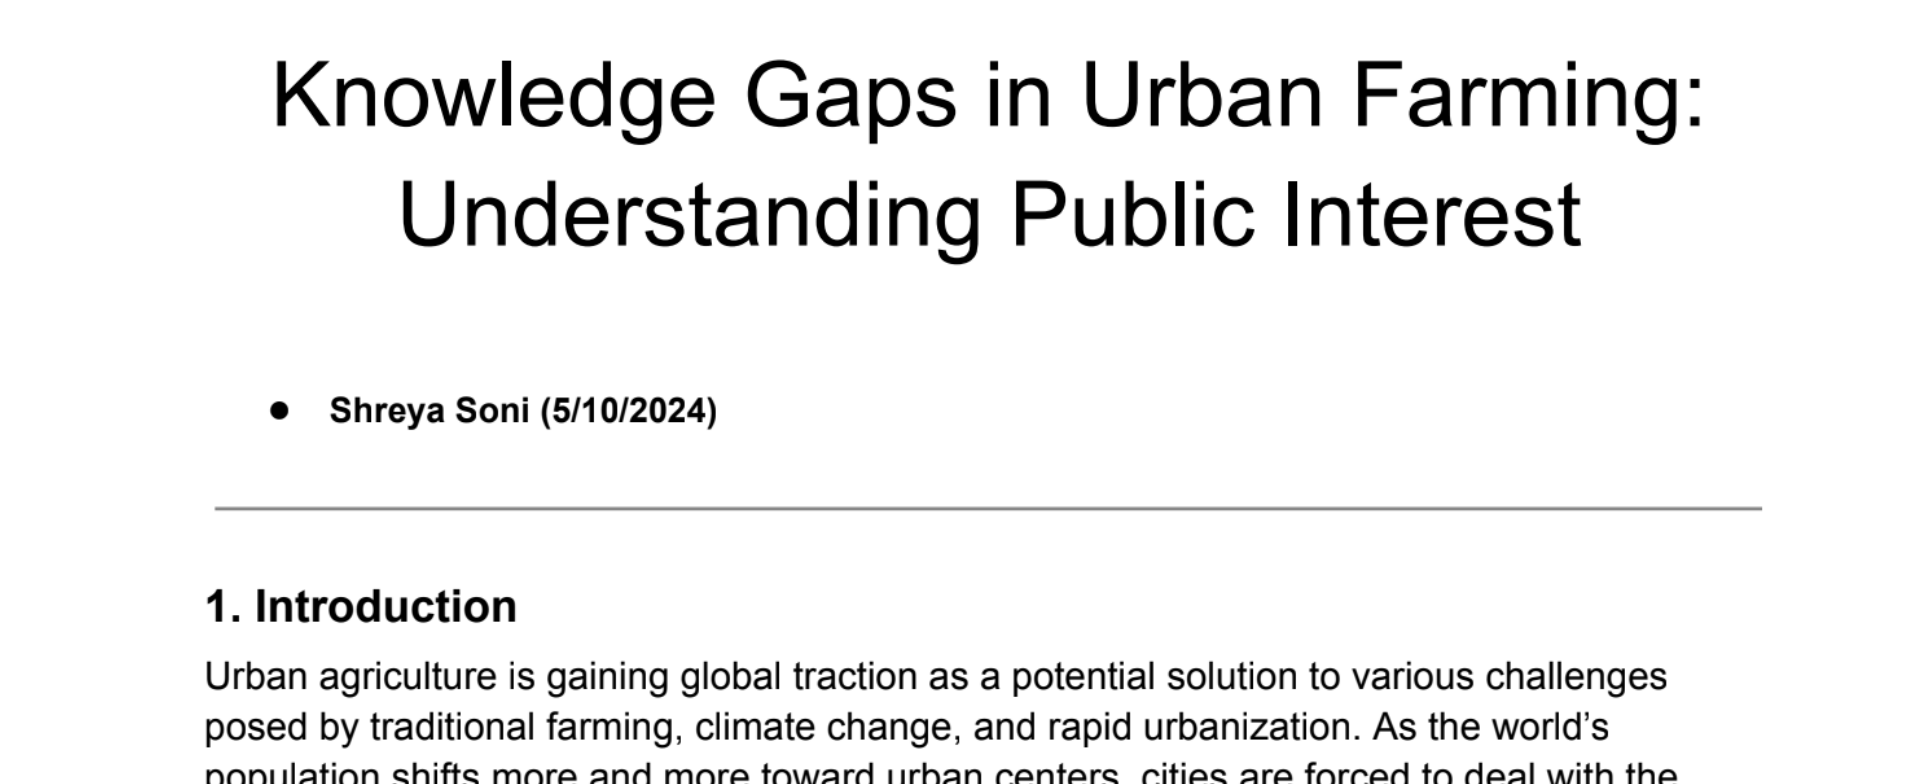 Knowledge Gaps in Urban Farming:
Understanding Public Interest
● Shreya Soni (5/10/2024)
1. Introduction
Urban agriculture is gaining global traction as a potential solution to various challenges
posed by traditional farming, climate change, and rapid urbanization. As the world’s
population shifts more and more toward urban centers, cities are forced to deal with the